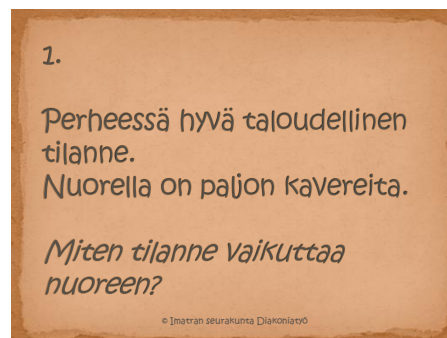 1.
Perheessä hyvä taloudellinen
tilanne.
Nuorella on paljon kavereita.
Miten tilanne vaikuttaa
nuoreen?
© Imatran seurakunta Diakoniatyö